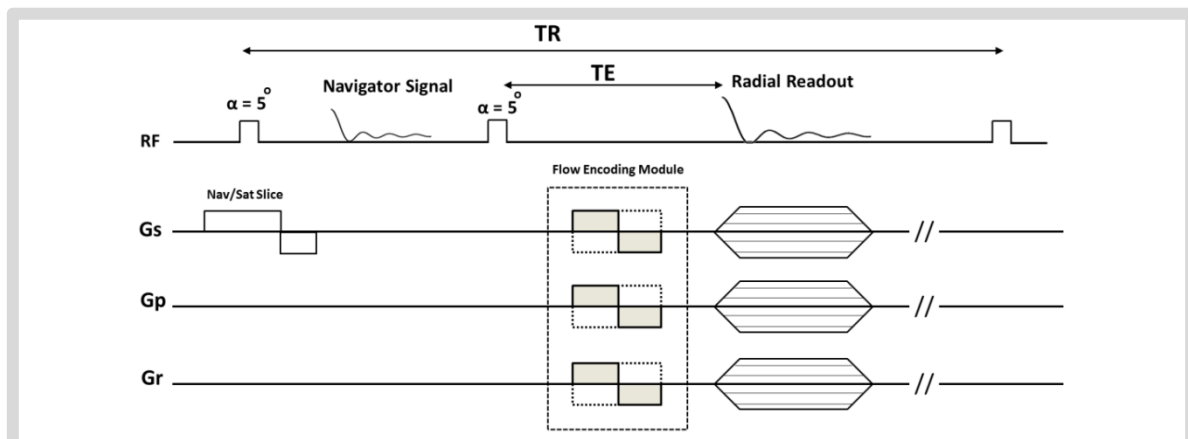 TR
TE
Navigator Signal
Radial Readout
α = 5°
α = 5°
RF
Flow Encoding Module
Nav/Sat Slice
Gs
//
Gp
//
Gr
//